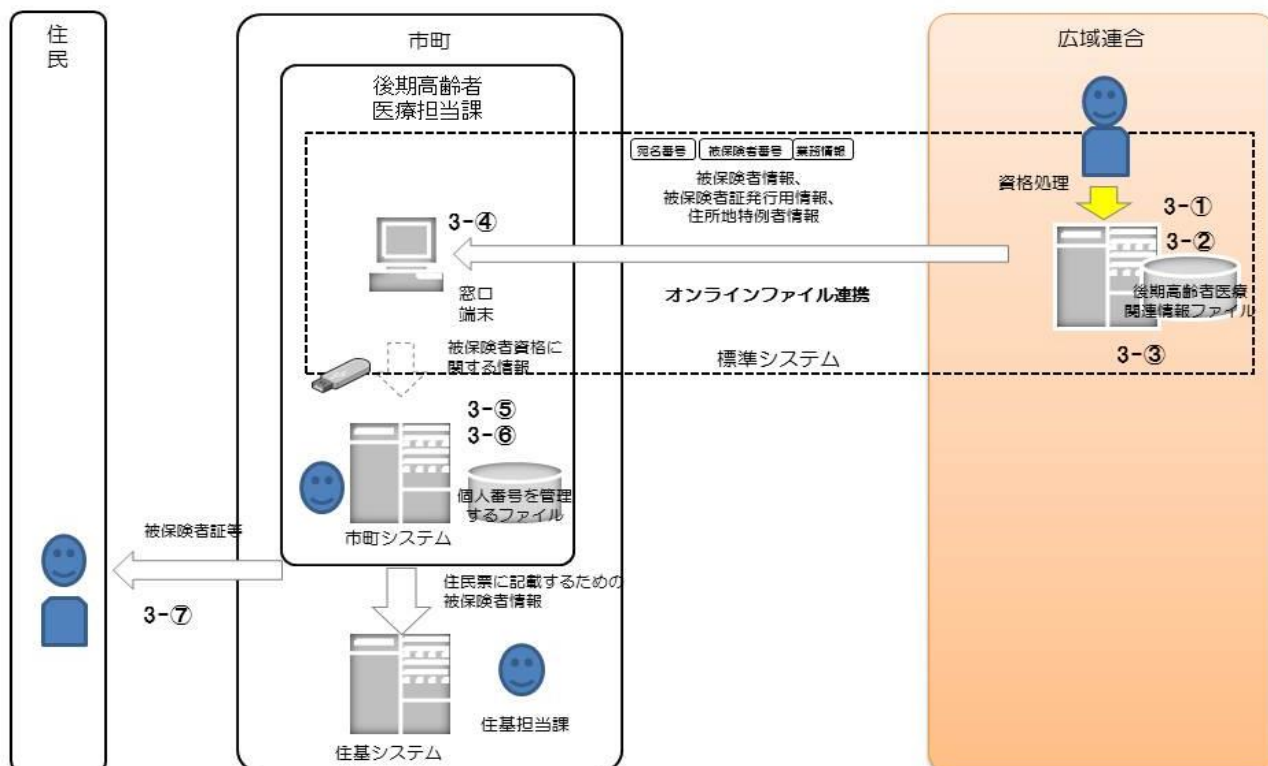 住
民
市町
後期高齢者
医療担当課
広域連合
宛名番号 被保険者番号 業務情報
被保険者情報、
被保険者証発行用情報、
住所地特例者情報
資格処理
3-①
3-②
3-④
窓口
端末
オンラインファイル連携
後期高齢者医療
関連情報ファイル
3-③
標準システム
被保険者資格に
関する情報
3-⑤
3-⑥
個人番号を管理
するファイル
市町システム
被保険者証等
3-⑦
住民票に記載するための
被保険者情報
住基担当課
住基システム